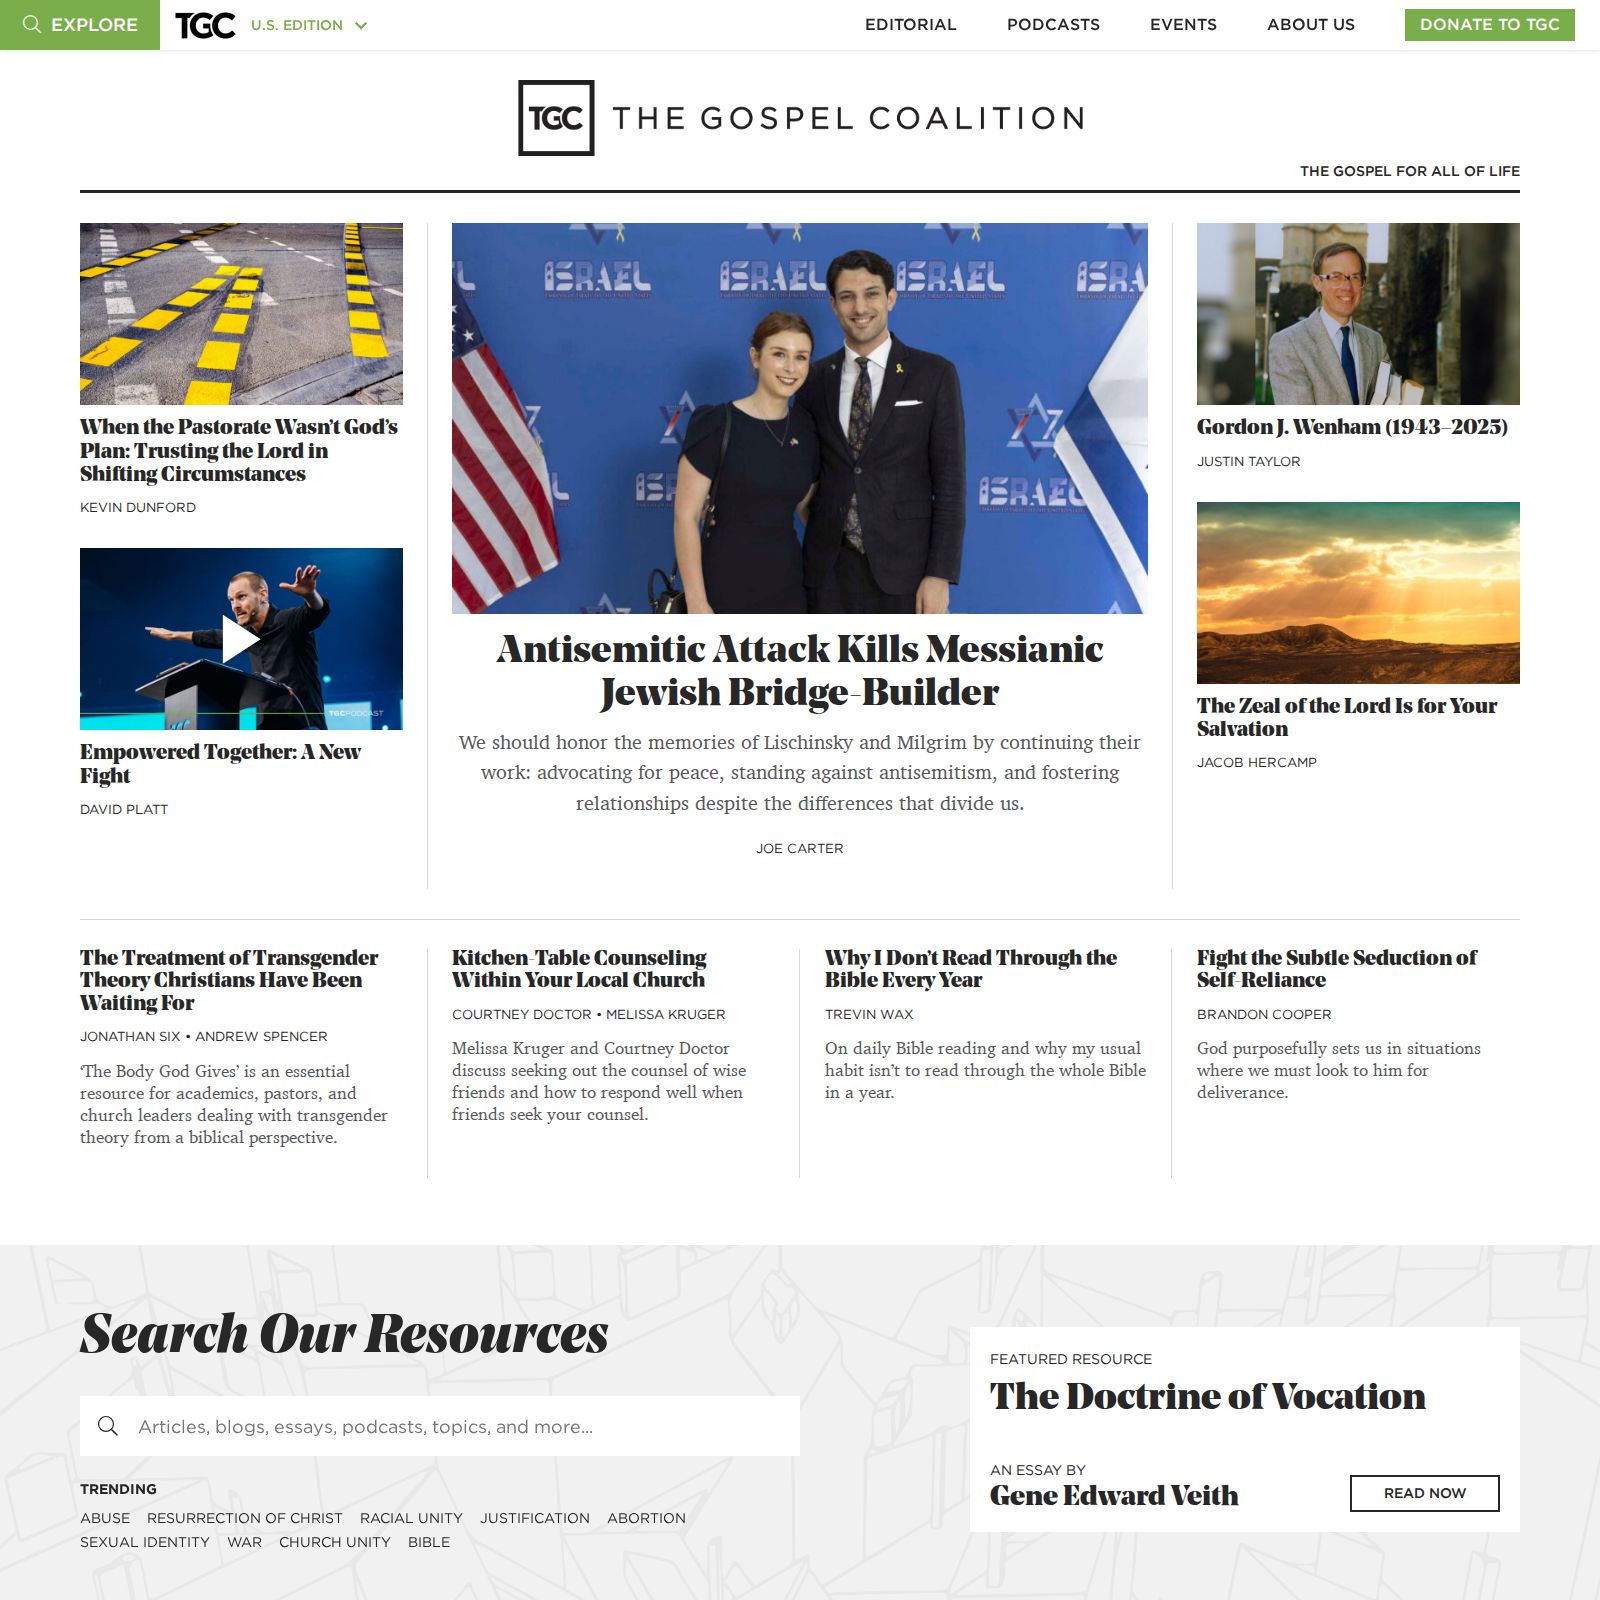 EXPLORE
TGC
U.S. EDITION
EDITORIAL
PODCASTS
EVENTS
ABOUT US
DONATE TO TGC
TGC
THE GOSPEL COALITION
THE GOSPEL FOR ALL OF LIFE
When the Pastorate Wasn't God's
Plan: Trusting the Lord in
Shifting Circumstances
KEVIN DUNFORD
TGCPODCAST
Empowered Together: A New
Fight
DAVID PLATT
ISRAEL
ISRAEL
ISRAEL
EMBASSY OF ISRAEL TO THE UNITED STATES
ISRAEL
Antisemitic Attack Kills Messianic
Jewish Bridge-Builder
We should honor the memories of Lischinsky and Milgrim by continuing their
work: advocating for peace, standing against antisemitism, and fostering
relationships despite the differences that divide us.
JOE CARTER
Gordon J. Wenham (1943–2025)
JUSTIN TAYLOR
The Zeal of the Lord Is for Your
Salvation
JACOB HERCAMP
The Treatment of Transgender
Theory Christians Have Been
Waiting For
JONATHAN SIX • ANDREW SPENCER
‘The Body God Gives’ is an essential
resource for academics, pastors, and
church leaders dealing with transgender
theory from a biblical perspective.
Kitchen-Table Counseling
Within Your Local Church
COURTNEY DOCTOR • MELISSA KRUGER
Melissa Kruger and Courtney Doctor
discuss seeking out the counsel of wise
friends and how to respond well when
friends seek your counsel.
Why I Don’t Read Through the
Bible Every Year
TREVIN WAX
On daily Bible reading and why my usual
habit isn’t to read through the whole Bible
in a year.
Fight the Subtle Seduction of
Self-Reliance
BRANDON COOPER
God purposefully sets us in situations
where we must look to him for
deliverance.
Search Our Resources
Articles, blogs, essays, podcasts, topics, and more...
TRENDING
ABUSE RESURRECTION OF CHRIST RACIAL UNITY JUSTIFICATION ABORTION
SEXUAL IDENTITY WAR CHURCH UNITY BIBLE
FEATURED RESOURCE
The Doctrine of Vocation
AN ESSAY BY
Gene Edward Veith
READ NOW